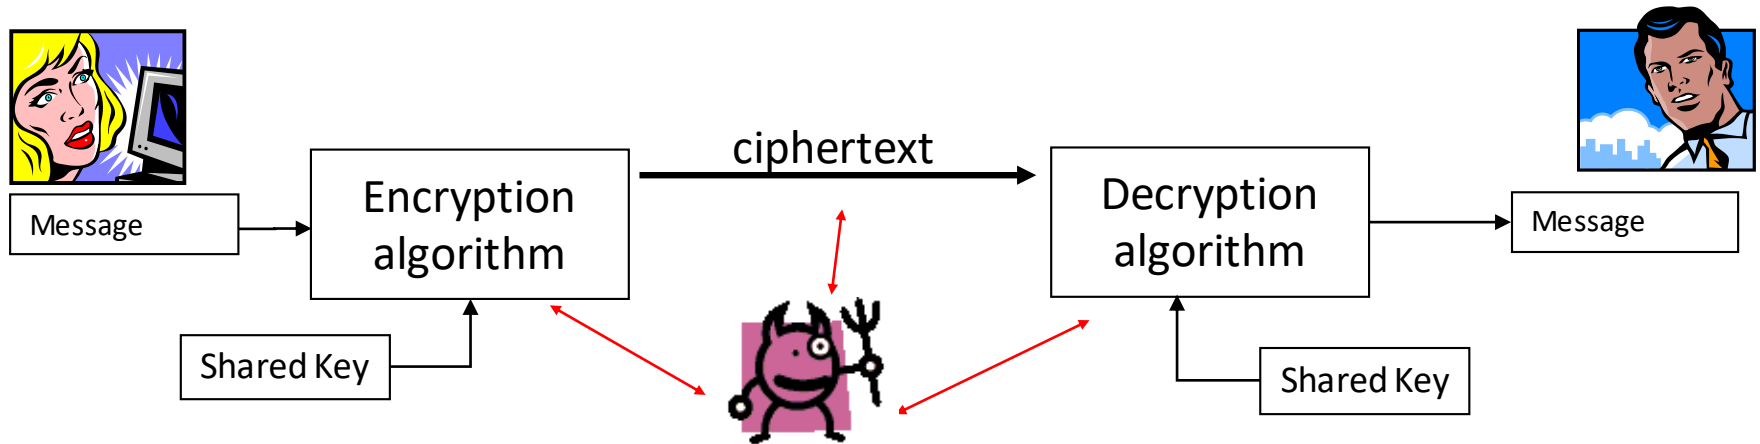 ciphertext
Encryption
algorithm
Decryption
algorithm
Message
Message
Shared Key
Shared Key